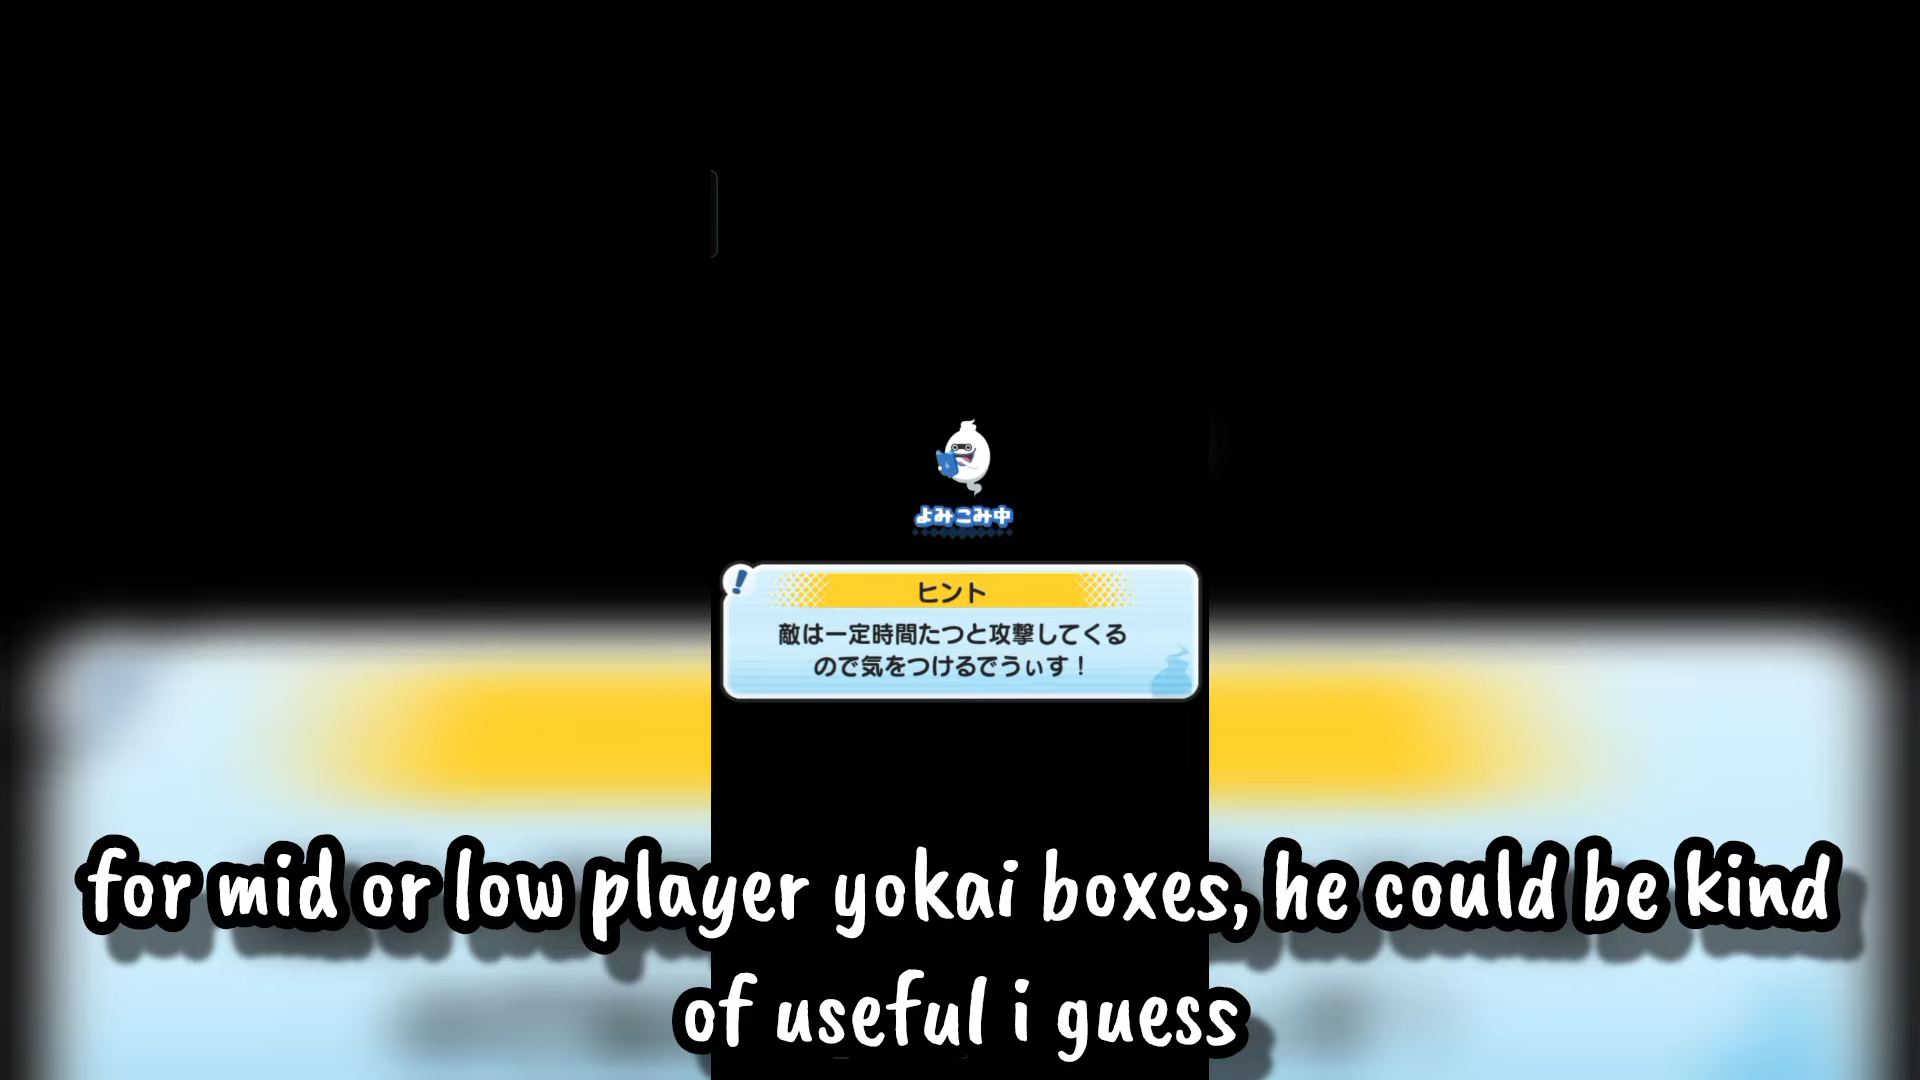 よみこみ中
!
ヒント
敵は一定時間たつと攻撃してくる
ので気をつけるでうぃす！
for mid or low player yokai boxes, he could be kind
of useful i guess